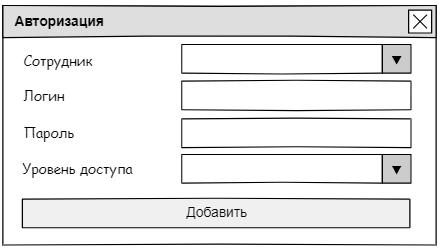 Авторизация
Сотрудник
Логин
Пароль
Уровень доступа
Добавить